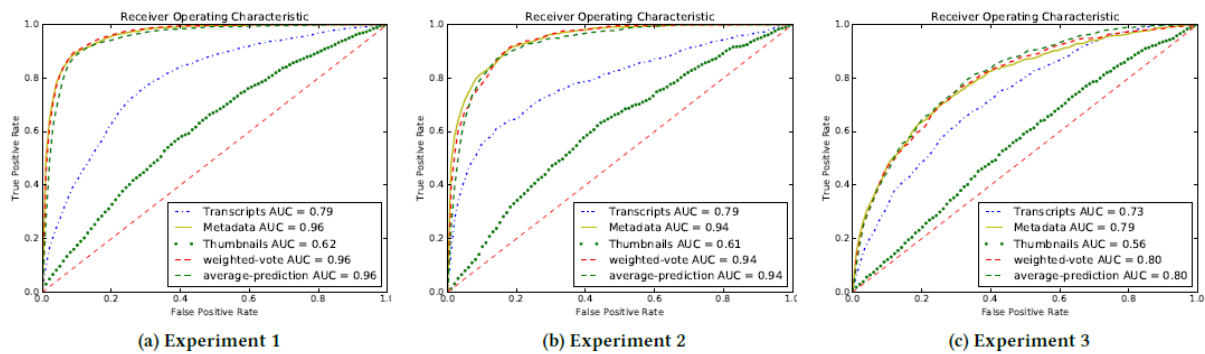 Receiver Operating Characteristic
1.0
0.8
0.6
0.4
0.2
0.0
True Positive Rate
Transcripts AUC = 0.79
Metadata AUC = 0.96
Thumbnails AUC = 0.62
weighted-vote AUC = 0.96
average-prediction AUC = 0.96
0.0 0.2 0.4 0.6 0.8 1.0
False Positive Rate
(a) Experiment 1
Receiver Operating Characteristic
1.0
0.8
0.6
0.4
0.2
0.0
True Positive Rate
Transcripts AUC = 0.79
Metadata AUC = 0.94
Thumbnails AUC = 0.61
weighted-vote AUC = 0.94
average-prediction AUC = 0.94
0.0 0.2 0.4 0.6 0.8 1.0
False Positive Rate
(b) Experiment 2
Receiver Operating Characteristic
1.0
0.8
0.6
0.4
0.2
0.0
True Positive Rate
Transcripts AUC = 0.73
Metadata AUC = 0.79
Thumbnails AUC = 0.56
weighted-vote AUC = 0.80
average-prediction AUC = 0.80
0.0 0.2 0.4 0.6 0.8 1.0
False Positive Rate
(c) Experiment 3